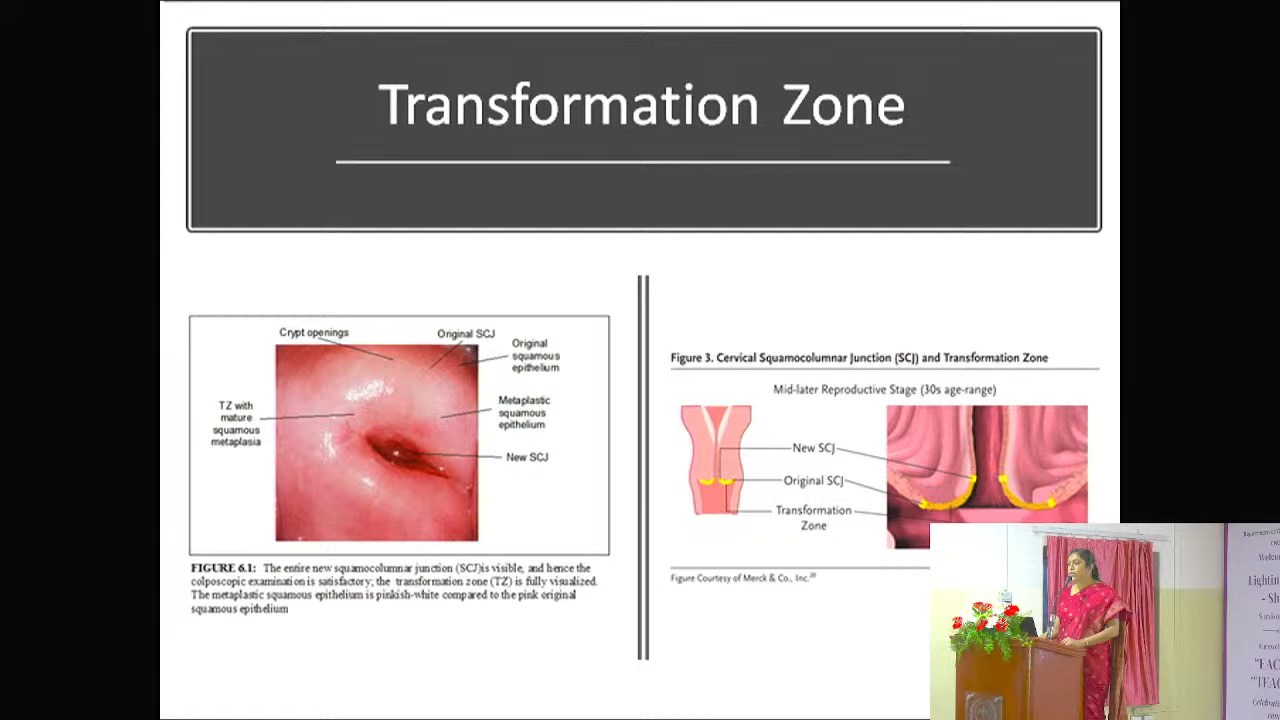 Transformation Zone
Crypt openings
Original SCJ
Original
squamous
epithelium
TZ with
mature
squamous
metaplasia
Metaplastic
squamous
epithelium
New SCJ
FIGURE 6.1: The entire new squamocolumnar junction (SCJ)is visible, and hence the
colposcopic examination is satisfactory; the transformation zone (TZ) is fully visualized.
The metaplastic squamous epithelium is pinkish-white compared to the pink original
squamous epithelium
Figure 3. Cervical Squamocolumnar Junction (SCJ) and Transformation Zone
Mid-later Reproductive Stage (30s age-range)
New SCJ
Original SCJ
Transformation
Zone
Figure Courtesy of Merck & Co., Inc.
Lighting
- Sh
"EAC
"TEAC